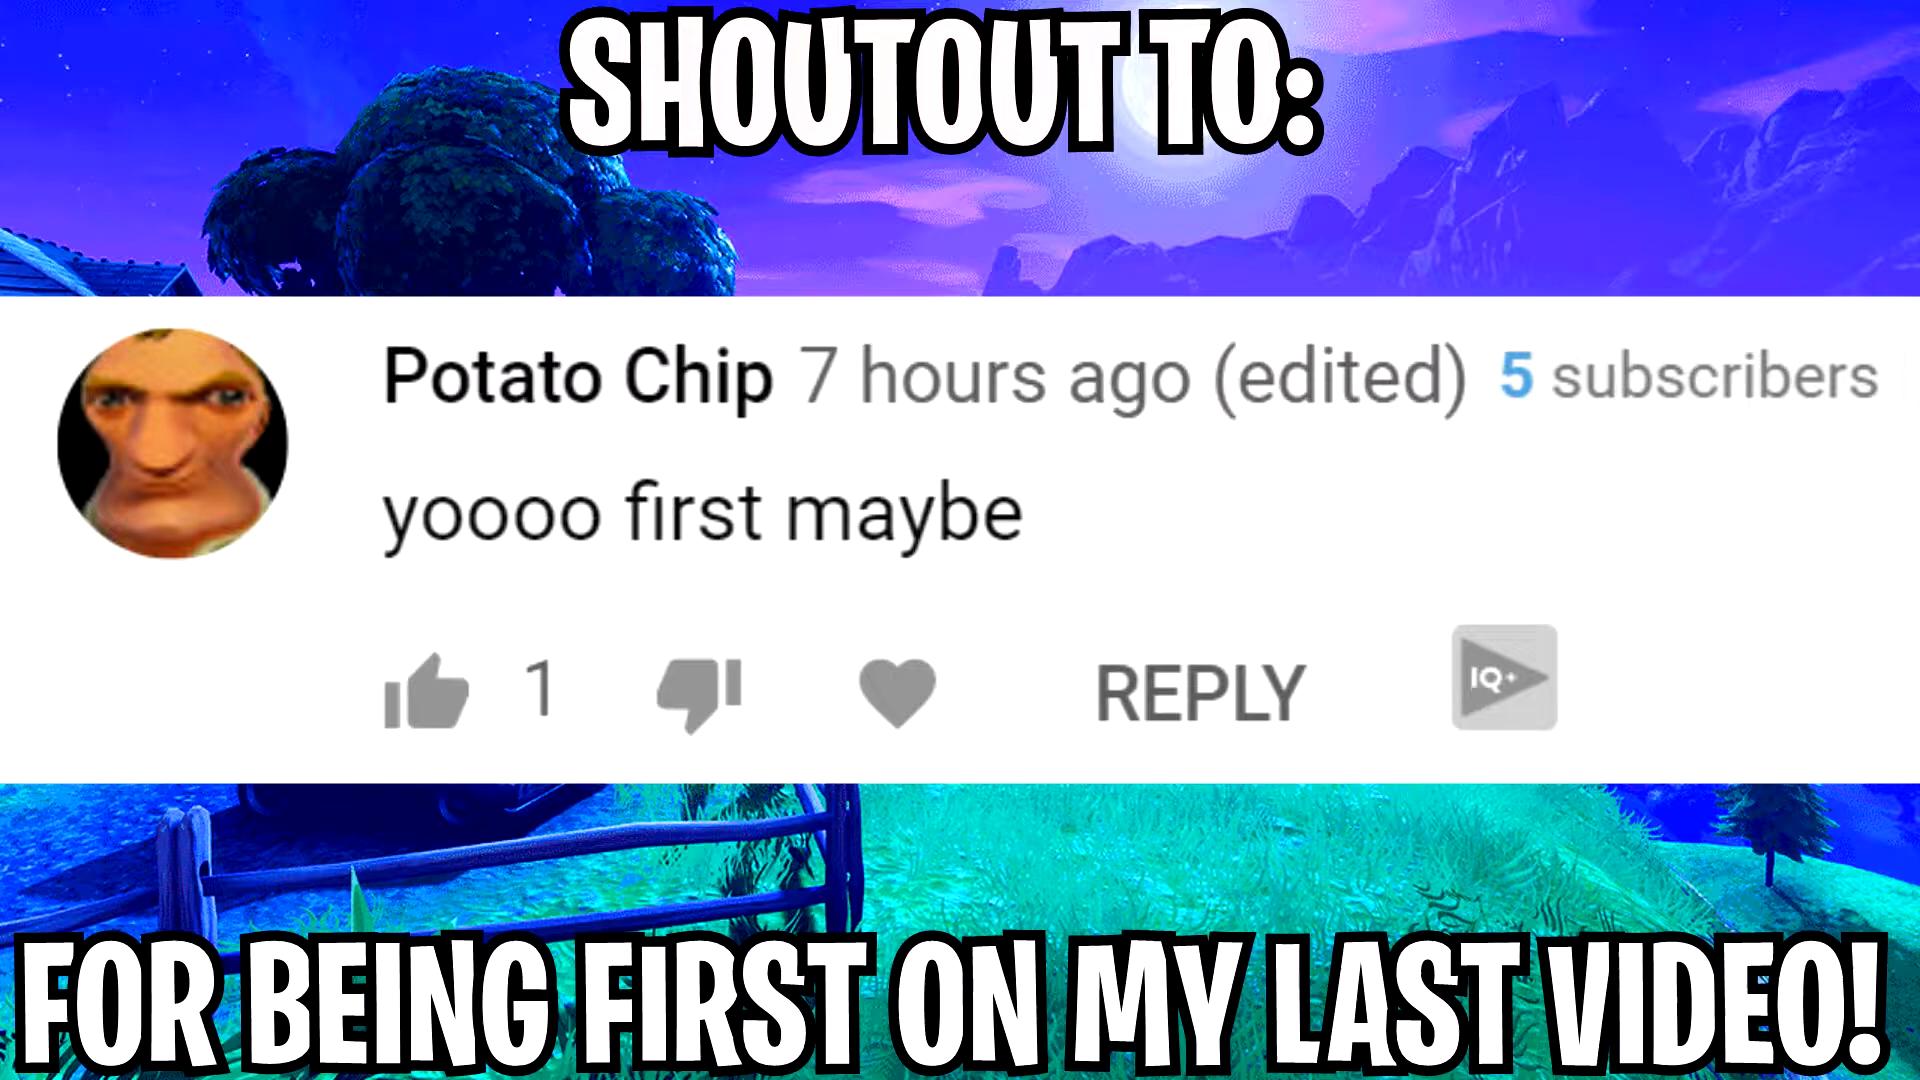 SHOUTOUT TO:
Potato Chip 7 hours ago (edited) 5 subscribers
yoooo first maybe
1 REPLY IQ+
FOR BEING FIRST ON MY LAST VIDEO!